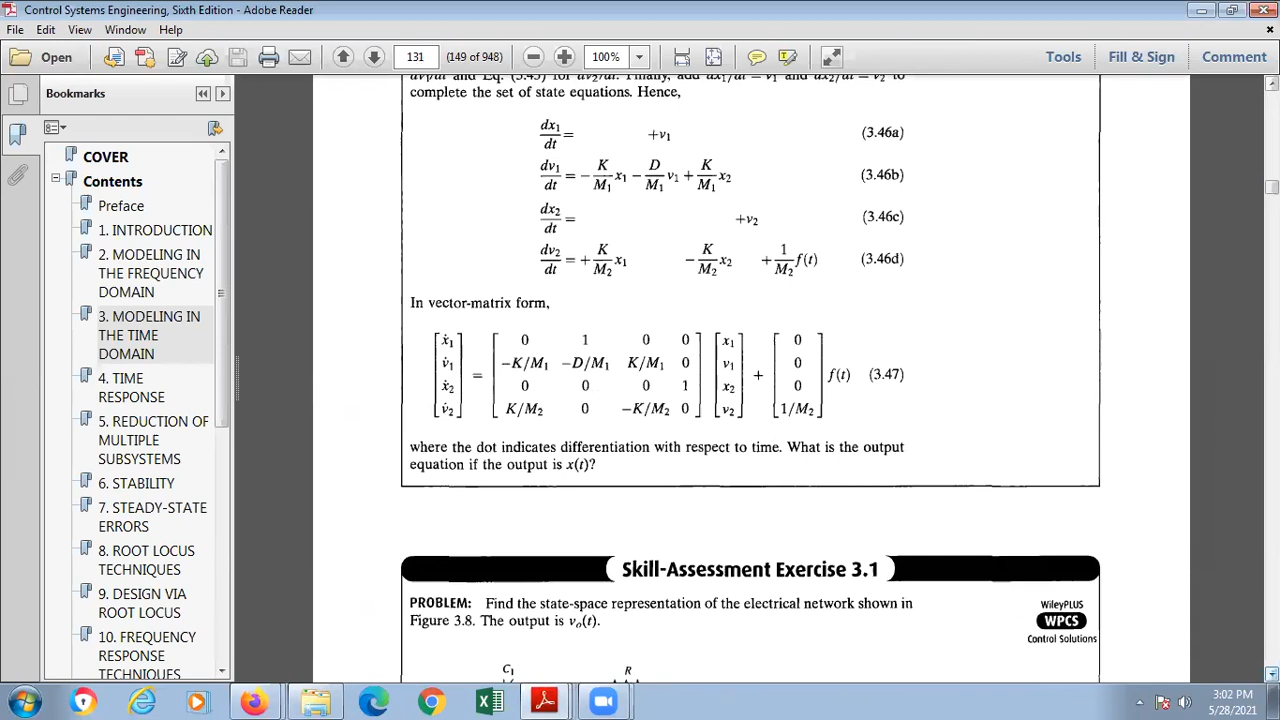 Control Systems Engineering, Sixth Edition - Adobe Reader
File Edit View Window Help
Open 131 (149 of 948) 100% Tools Fill & Sign Comment
Bookmarks
COVER
Contents
Preface
1. INTRODUCTION
2. MODELING IN
THE FREQUENCY
DOMAIN
3. MODELING IN
THE TIME
DOMAIN
4. TIME
RESPONSE
5. REDUCTION OF
MULTIPLE
SUBSYSTEMS
6. STABILITY
7. STEADY-STATE
ERRORS
8. ROOT LOCUS
TECHNIQUES
9. DESIGN VIA
ROOT LOCUS
10. FREQUENCY
RESPONSE
TECHNIQUES
complete the set of state equations. Hence,
dx₁/dt = +v₁ (3.46a)
dv₁/dt = −K/M₁ x₁ − D/M₁ v₁ + K/M₁ x₂ (3.46b)
dx₂/dt = +v₂ (3.46c)
dv₂/dt = + K/M₂ x₁ − K/M₂ x₂ + 1/M₂ f(t) (3.46d)
In vector-matrix form,
ẋ₁ 0 1 0 0 x₁ 0
v̇₁ −K/M₁ −D/M₁ K/M₁ 0 v₁ 0
= + f(t) (3.47)
ẋ₂ 0 0 0 1 x₂ 0
v̇₂ K/M₂ 0 −K/M₂ 0 v₂ 1/M₂
where the dot indicates differentiation with respect to time. What is the output
equation if the output is x(t)?
Skill-Assessment Exercise 3.1
PROBLEM: Find the state-space representation of the electrical network shown in
Figure 3.8. The output is vₒ(t).
WileyPLUS
WPCS
Control Solutions
C₁ R
3:02 PM
5/28/2021